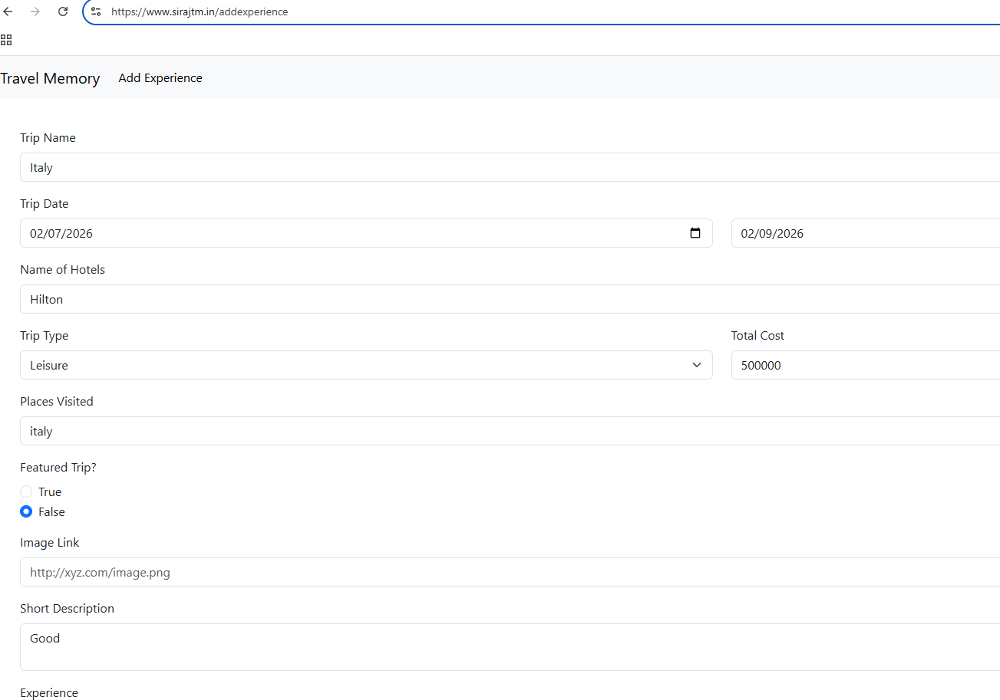 https://www.sirajtm.in/addexperience
Travel Memory Add Experience
Trip Name
Italy
Trip Date
02/07/2026 02/09/2026
Name of Hotels
Hilton
Trip Type Total Cost
Leisure 500000
Places Visited
italy
Featured Trip?
True
False
Image Link
http://xyz.com/image.png
Short Description
Good
Experience